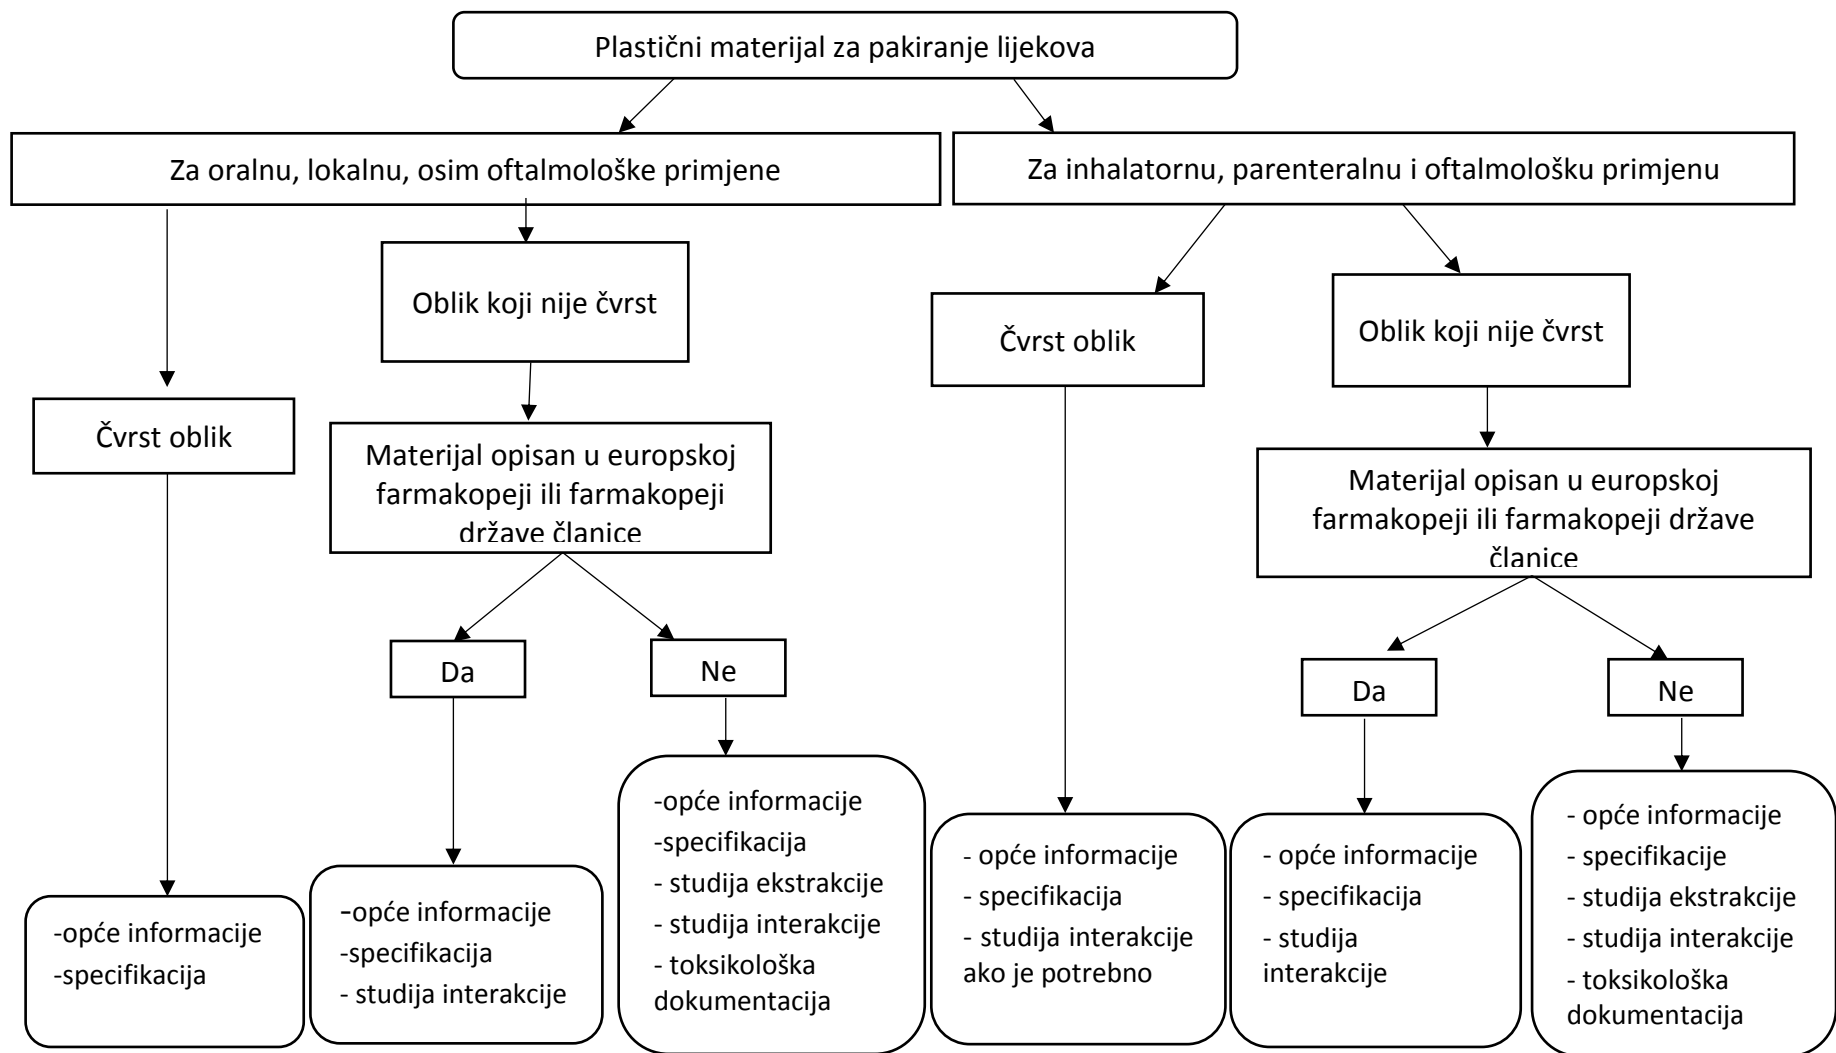 Plastični materijal za pakiranje lijekova
Za oralnu, lokalnu, osim oftalmološke primjene
Za inhalatornu, parenteralnu i oftalmološku primjenu
Oblik koji nije čvrst
Čvrst oblik
Oblik koji nije čvrst
Čvrst oblik
Materijal opisan u europskoj
farmakopeji ili farmakopeji
države članice
Materijal opisan u europskoj
farmakopeji ili farmakopeji države
članice
Da
Ne
Da
Ne
-opće informacije
-specifikacija
-opće informacije
-specifikacija
- studija interakcije
-opće informacije
-specifikacija
- studija ekstrakcije
- studija interakcije
- toksikološka
dokumentacija
- opće informacije
- specifikacija
- studija interakcije
ako je potrebno
- opće informacije
- specifikacija
- studija
interakcije
- opće informacije
- specifikacije
- studija ekstrakcije
- studija interakcije
- toksikološka
dokumentacija